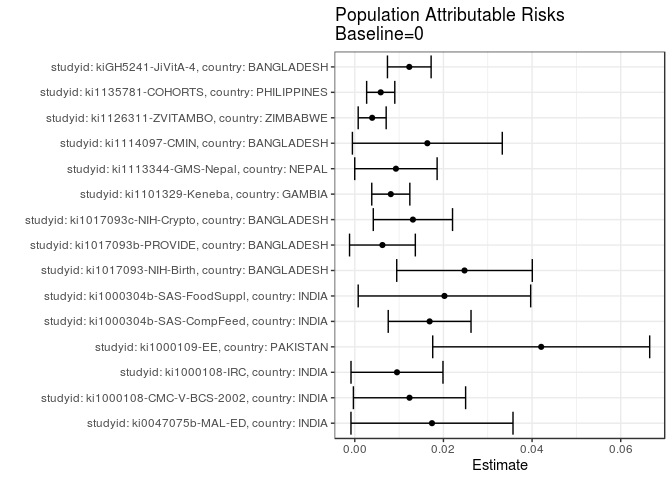 Population Attributable Risks
Baseline=0
studyid: kiGH5241-JiVitA-4, country: BANGLADESH
studyid: ki1135781-COHORTS, country: PHILIPPINES
studyid: ki1126311-ZVITAMBO, country: ZIMBABWE
studyid: ki1114097-CMIN, country: BANGLADESH
studyid: ki1113344-GMS-Nepal, country: NEPAL
studyid: ki1101329-Keneba, country: GAMBIA
studyid: ki1017093c-NIH-Crypto, country: BANGLADESH
studyid: ki1017093b-PROVIDE, country: BANGLADESH
studyid: ki1017093-NIH-Birth, country: BANGLADESH
studyid: ki1000304b-SAS-FoodSuppl, country: INDIA
studyid: ki1000304b-SAS-CompFeed, country: INDIA
studyid: ki1000109-EE, country: PAKISTAN
studyid: ki1000108-IRC, country: INDIA
studyid: ki1000108-CMC-V-BCS-2002, country: INDIA
studyid: ki0047075b-MAL-ED, country: INDIA
0.00 0.02 0.04 0.06
Estimate